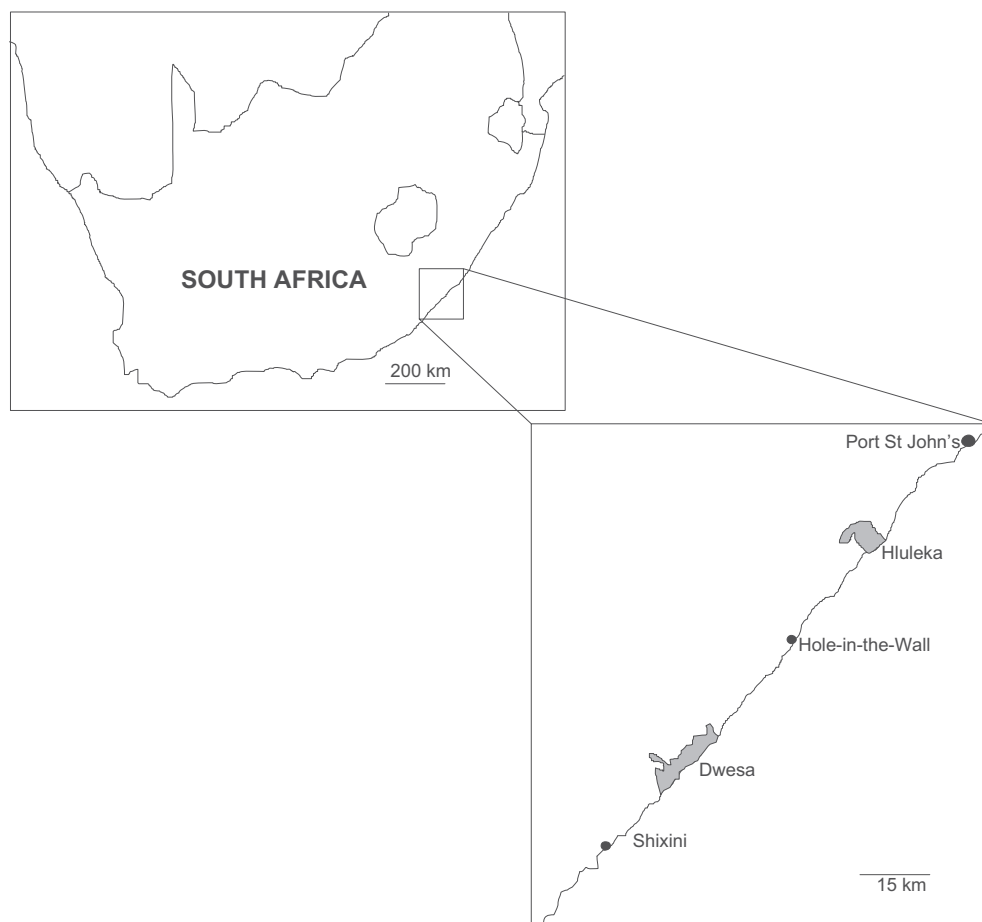 SOUTH AFRICA
200 km
Port St John's
Hluleka
Hole-in-the-Wall
Dwesa
Shixini
15 km